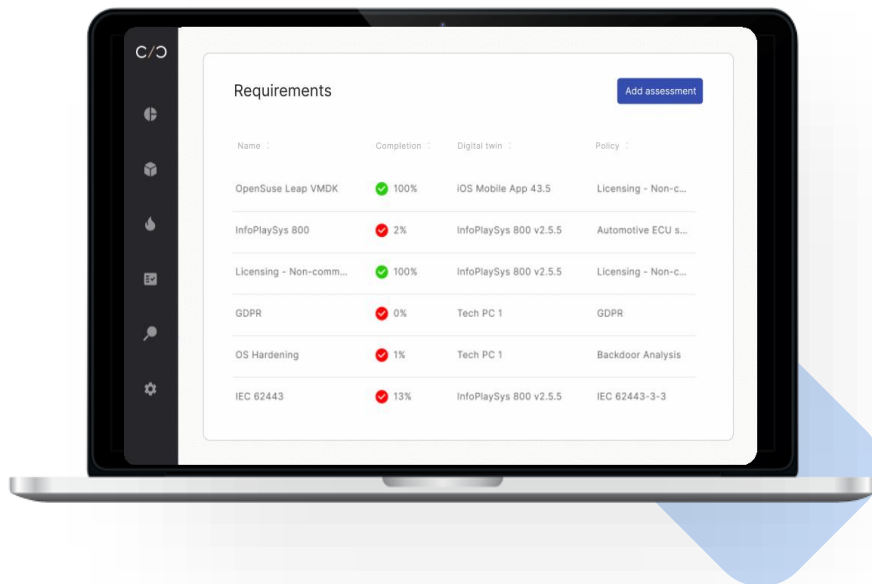 C/C
Requirements
Add assessment
Name Completion Digital twin Policy
OpenSuse Leap VMDK 100% iOS Mobile App 43.5 Licensing - Non-c...
InfoPlaySys 800 2% InfoPlaySys 800 v2.5.5 Automotive ECU s...
Licensing - Non-comm... 100% InfoPlaySys 800 v2.5.5 Licensing - Non-c...
GDPR 0% Tech PC 1 GDPR
OS Hardening 1% Tech PC 1 Backdoor Analysis
IEC 62443 13% InfoPlaySys 800 v2.5.5 IEC 62443-3-3